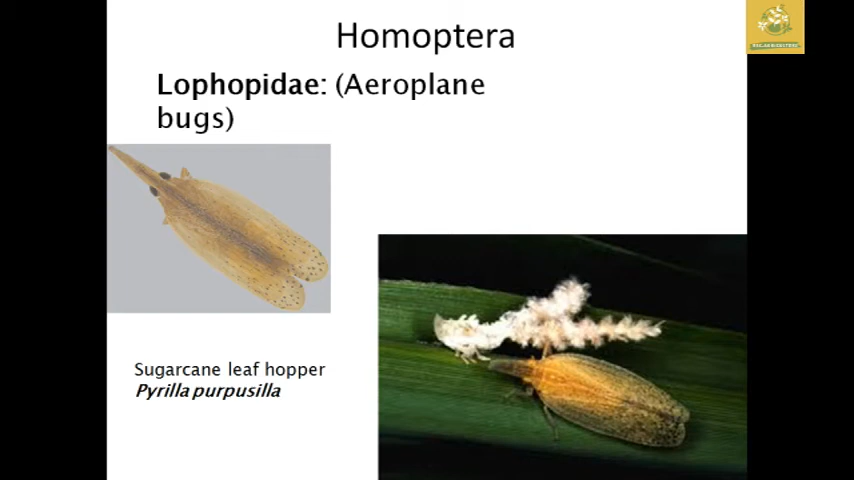 Homoptera
Lophopidae: (Aeroplane
bugs)
Sugarcane leaf hopper
Pyrilla purpusilla